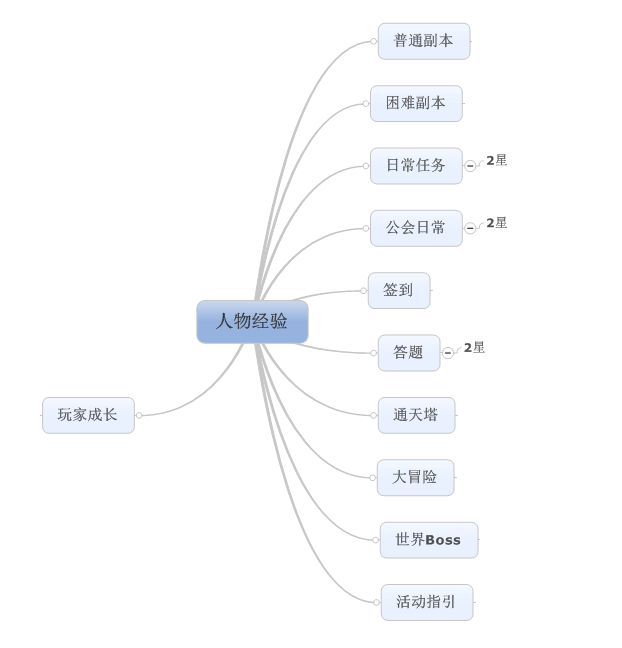 普通副本
困难副本
日常任务 2星
公会日常 2星
签到
人物经验
答题 2星
玩家成长
通天塔
大冒险
世界Boss
活动指引